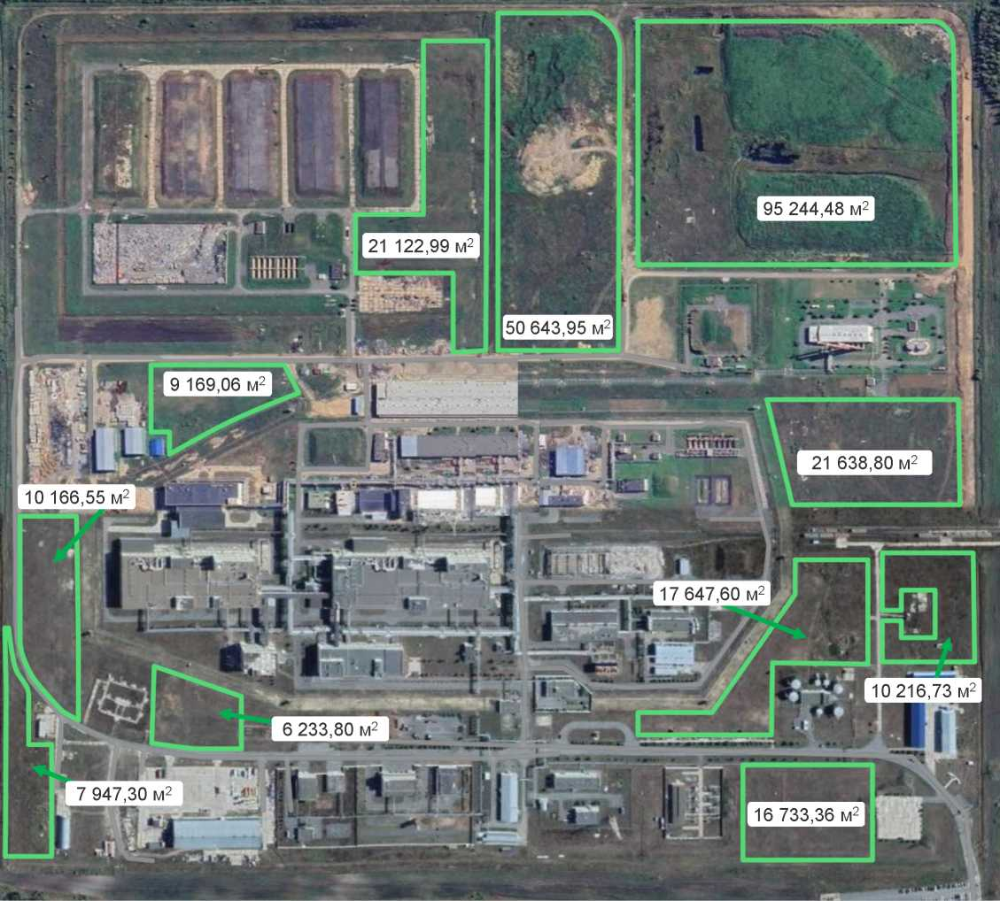 95 244,48 м²
21 122,99 м²
50 643,95 м²
9 169,06 м²
21 638,80 м²
10 166,55 м²
17 647,60 м²
10 216,73 м²
6 233,80 м²
7 947,30 м²
16 733,36 м²